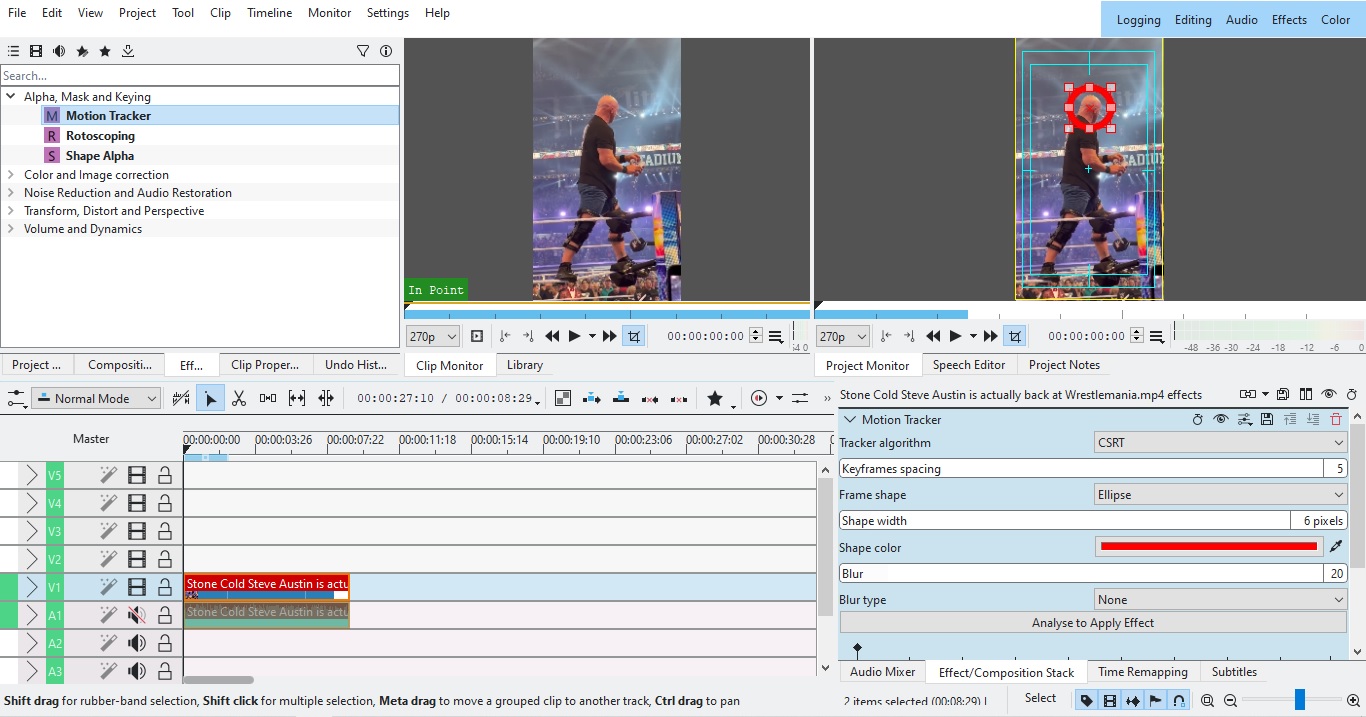 File Edit View Project Tool Clip Timeline Monitor Settings Help
Logging Editing Audio Effects Color
Search...
Alpha, Mask and Keying
M Motion Tracker
R Rotoscoping
S Shape Alpha
Color and Image correction
Noise Reduction and Audio Restoration
Transform, Distort and Perspective
Volume and Dynamics
STADIUM
In Point
STADIUM
270p 00:00:00:00 54 0
270p 00:00:00:00 -48 -36 -30 -24 -18 -12 -6 0
Project ... Compositi... Eff... Clip Proper... Undo Hist... Clip Monitor Library Project Monitor Speech Editor Project Notes
Normal Mode 00:00:27:10 / 00:00:08:29
Stone Cold Steve Austin is actually back at Wrestlemania.mp4 effects
Master
00:00:00:00 00:00:03:26 00:00:07:22 00:00:11:18 00:00:15:14 00:00:19:10 00:00:23:06 00:00:27:02 00:00:30:28
V5
V4
V3
V2
V1 Stone Cold Steve Austin is actu
A1 Stone Cold Steve Austin is actu
A2
A3
Motion Tracker
Tracker algorithm CSRT
Keyframes spacing 5
Frame shape Ellipse
Shape width 6 pixels
Shape color
Blur 20
Blur type None
Analyse to Apply Effect
Audio Mixer Effect/Composition Stack Time Remapping Subtitles
Shift drag for rubber-band selection, Shift click for multiple selection, Meta drag to move a grouped clip to another track, Ctrl drag to pan
2 items selected (00:08:29) | Select